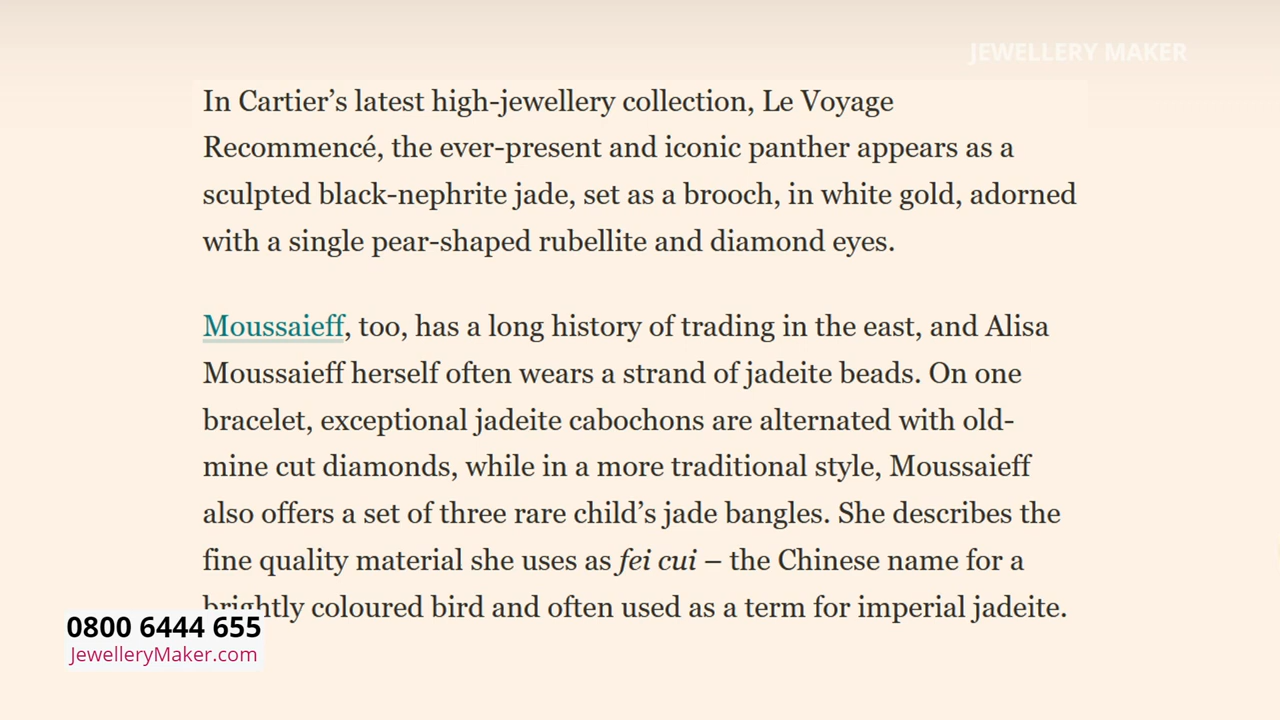 JEWELLERY MAKER
In Cartier’s latest high-jewellery collection, Le Voyage
Recommencé, the ever-present and iconic panther appears as a
sculpted black-nephrite jade, set as a brooch, in white gold, adorned
with a single pear-shaped rubellite and diamond eyes.
Moussaieff, too, has a long history of trading in the east, and Alisa
Moussaieff herself often wears a strand of jadeite beads. On one
bracelet, exceptional jadeite cabochons are alternated with old-
mine cut diamonds, while in a more traditional style, Moussaieff
also offers a set of three rare child’s jade bangles. She describes the
fine quality material she uses as fei cui – the Chinese name for a
brightly coloured bird and often used as a term for imperial jadeite.
0800 6444 655
JewelleryMaker.com